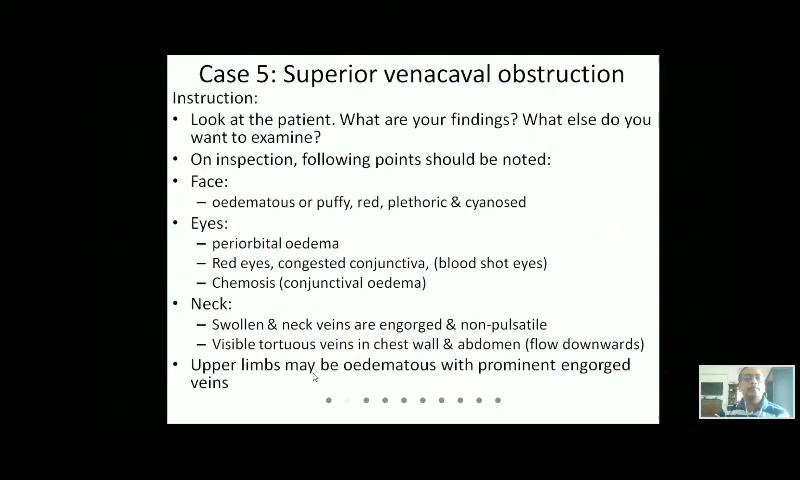 Case 5: Superior venacaval obstruction
Instruction:
• Look at the patient. What are your findings? What else do you
want to examine?
• On inspection, following points should be noted:
• Face:
– oedematous or puffy, red, plethoric & cyanosed
• Eyes:
– periorbital oedema
– Red eyes, congested conjunctiva, (blood shot eyes)
– Chemosis (conjunctival oedema)
• Neck:
– Swollen & neck veins are engorged & non-pulsatile
– Visible tortuous veins in chest wall & abdomen (flow downwards)
• Upper limbs may be oedematous with prominent engorged
veins